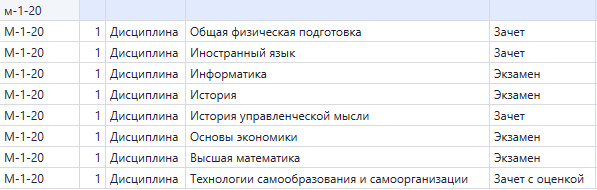 м-1-20
М-1-20 1 Дисциплина Общая физическая подготовка Зачет
М-1-20 1 Дисциплина Иностранный язык Зачет
М-1-20 1 Дисциплина Информатика Экзамен
М-1-20 1 Дисциплина История Экзамен
М-1-20 1 Дисциплина История управленческой мысли Зачет
М-1-20 1 Дисциплина Основы экономики Экзамен
М-1-20 1 Дисциплина Высшая математика Экзамен
М-1-20 1 Дисциплина Технологии самообразования и самоорганизации Зачет с оценкой